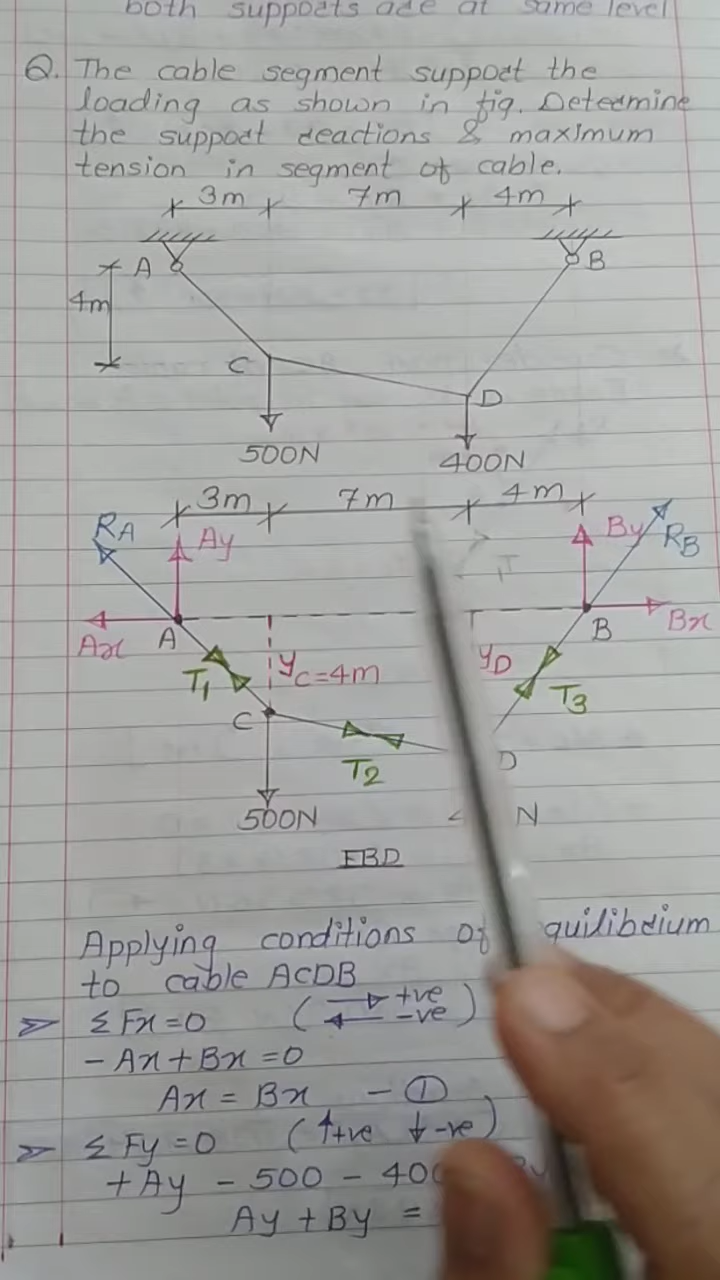 both supports are at same level
Q. The cable segment support the
loading as shown in fig. Determine
the support reactions & maximum
tension in segment of cable.
3m 7m 4m
A B
4m
C
D
500N
400N
3m 7m 4m
RA Ay By RB
Ax A B Bx
T1 yC=4m yD T3
C
T2 D
500N N
FBD
Applying conditions of equilibrium
to cable ACDB
ΣFx=0 (+ve -ve)
-Ax+Bx=0
Ax = Bx - ①
ΣFy=0 (↑+ve ↓-ve)
+Ay - 500 - 400
Ay + By =